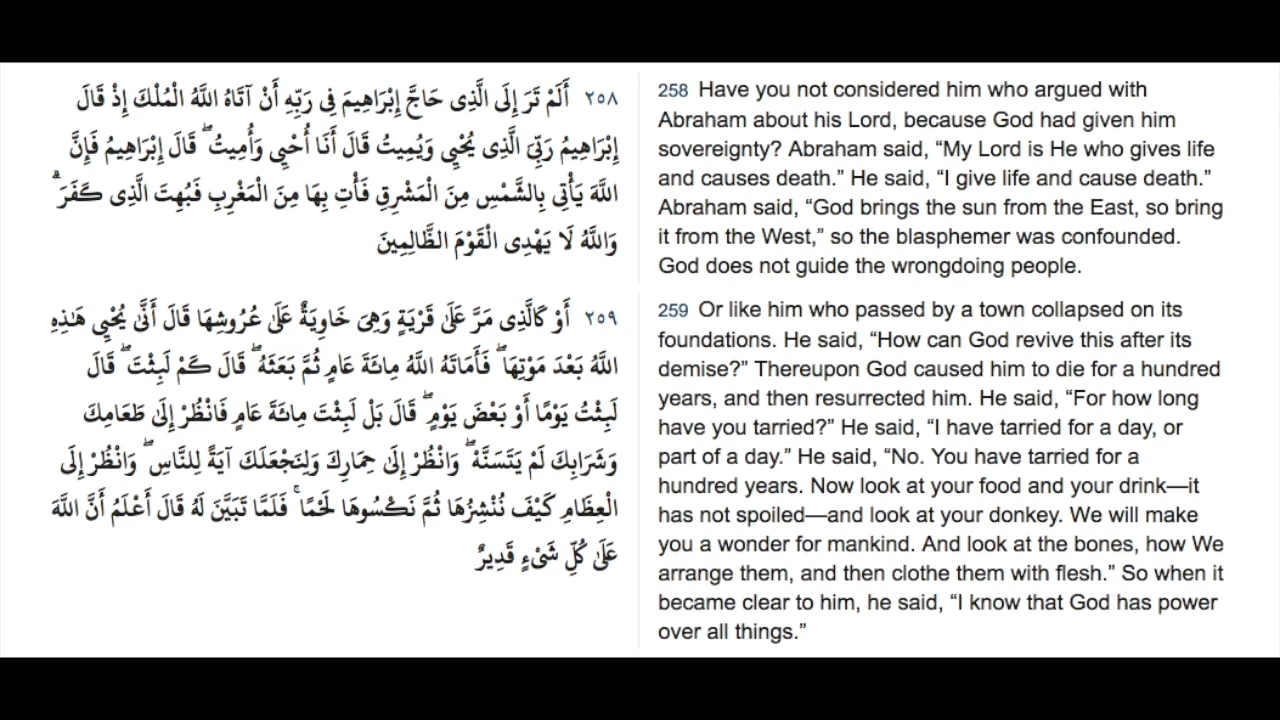 ٢٥٨ أَلَمْ تَرَ إِلَى الَّذِى حَاجَّ إِبْرَاهِيمَ فِى رَبِّهِ أَنْ آتَاهُ اللَّهُ الْمُلْكَ إِذْ قَالَ
إِبْرَاهِيمُ رَبِّىَ الَّذِى يُحْيِى وَيُمِيتُ قَالَ أَنَا أُحْيِى وَأُمِيتُ ۖ قَالَ إِبْرَاهِيمُ فَإِنَّ
اللَّهَ يَأْتِى بِالشَّمْسِ مِنَ الْمَشْرِقِ فَأْتِ بِهَا مِنَ الْمَغْرِبِ فَبُهِتَ الَّذِى كَفَرَ ۗ
وَاللَّهُ لَا يَهْدِى الْقَوْمَ الظَّالِمِينَ
258 Have you not considered him who argued with
Abraham about his Lord, because God had given him
sovereignty? Abraham said, “My Lord is He who gives life
and causes death.” He said, “I give life and cause death.”
Abraham said, “God brings the sun from the East, so bring
it from the West,” so the blasphemer was confounded.
God does not guide the wrongdoing people.
٢٥٩ أَوْ كَالَّذِى مَرَّ عَلَىٰ قَرْيَةٍ وَهِىَ خَاوِيَةٌ عَلَىٰ عُرُوشِهَا قَالَ أَنَّىٰ يُحْيِى هَـٰذِهِ
اللَّهُ بَعْدَ مَوْتِهَا ۖ فَأَمَاتَهُ اللَّهُ مِائَةَ عَامٍ ثُمَّ بَعَثَهُ ۖ قَالَ كَمْ لَبِثْتَ ۖ قَالَ
لَبِثْتُ يَوْمًا أَوْ بَعْضَ يَوْمٍ ۖ قَالَ بَلْ لَبِثْتَ مِائَةَ عَامٍ فَانْظُرْ إِلَىٰ طَعَامِكَ
وَشَرَابِكَ لَمْ يَتَسَنَّهْ ۖ وَانْظُرْ إِلَىٰ حِمَارِكَ وَلِنَجْعَلَكَ آيَةً لِلنَّاسِ ۖ وَانْظُرْ إِلَى
الْعِظَامِ كَيْفَ نُنْشِزُهَا ثُمَّ نَكْسُوهَا لَحْمًا ۚ فَلَمَّا تَبَيَّنَ لَهُ قَالَ أَعْلَمُ أَنَّ اللَّهَ
عَلَىٰ كُلِّ شَىْءٍ قَدِيرٌ
259 Or like him who passed by a town collapsed on its
foundations. He said, “How can God revive this after its
demise?” Thereupon God caused him to die for a hundred
years, and then resurrected him. He said, “For how long
have you tarried?” He said, “I have tarried for a day, or
part of a day.” He said, “No. You have tarried for a
hundred years. Now look at your food and your drink—it
has not spoiled—and look at your donkey. We will make
you a wonder for mankind. And look at the bones, how We
arrange them, and then clothe them with flesh.” So when it
became clear to him, he said, “I know that God has power
over all things.”